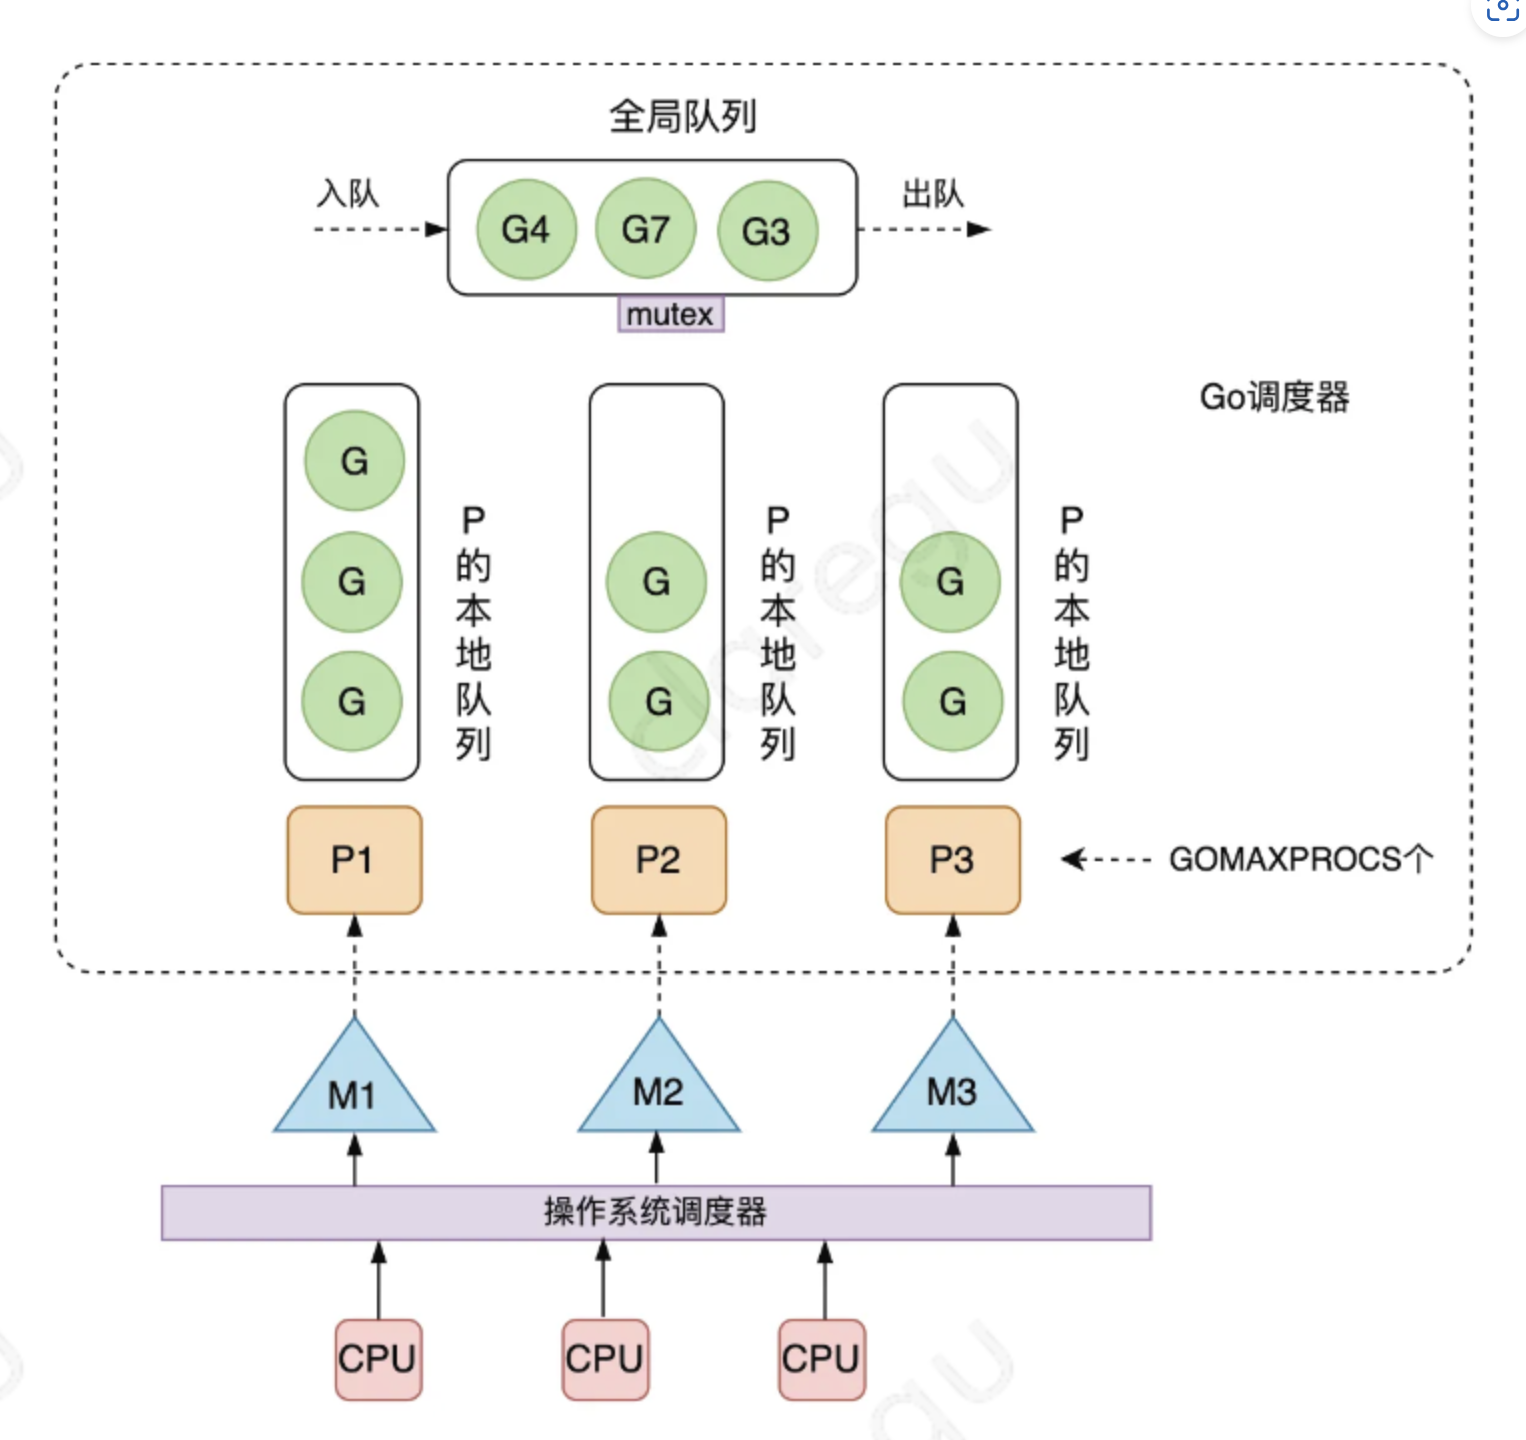 全局队列
入队
出队
G4 G7 G3
mutex
Go调度器
G
G
G
P的本地队列
G
G
P的本地队列
G
G
P的本地队列
P1
P2
P3
GOMAXPROCS个
M1
M2
M3
操作系统调度器
CPU
CPU
CPU